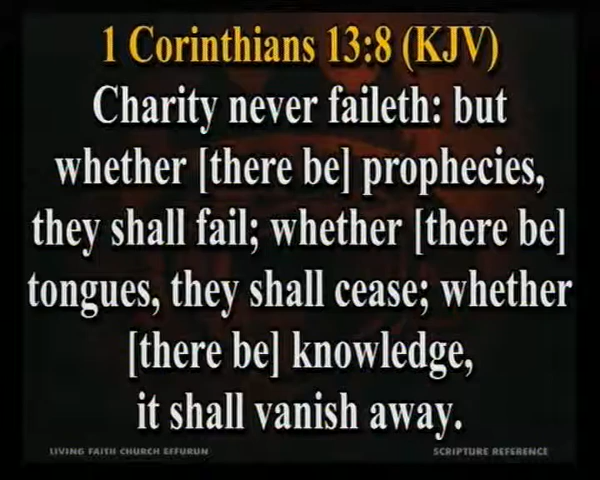 1 Corinthians 13:8 (KJV)
Charity never faileth: but
whether [there be] prophecies,
they shall fail; whether [there be]
tongues, they shall cease; whether
[there be] knowledge,
it shall vanish away.
LIVING FAITH CHURCH EFFURUN
SCRIPTURE REFERENCE